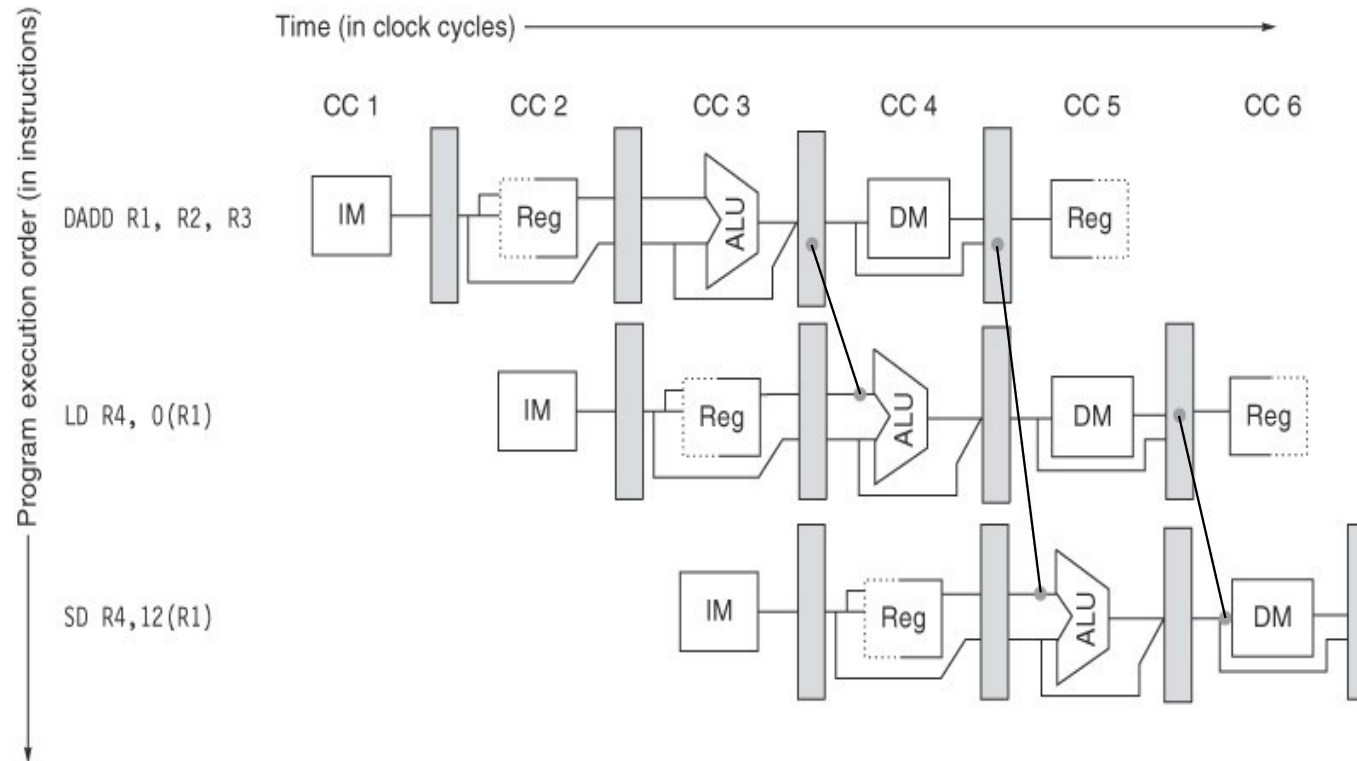 Time (in clock cycles)
Program execution order (in instructions)
CC 1 CC 2 CC 3 CC 4 CC 5 CC 6
DADD R1, R2, R3 IM Reg ALU DM Reg
LD R4, 0(R1) IM Reg ALU DM Reg
SD R4,12(R1) IM Reg ALU DM